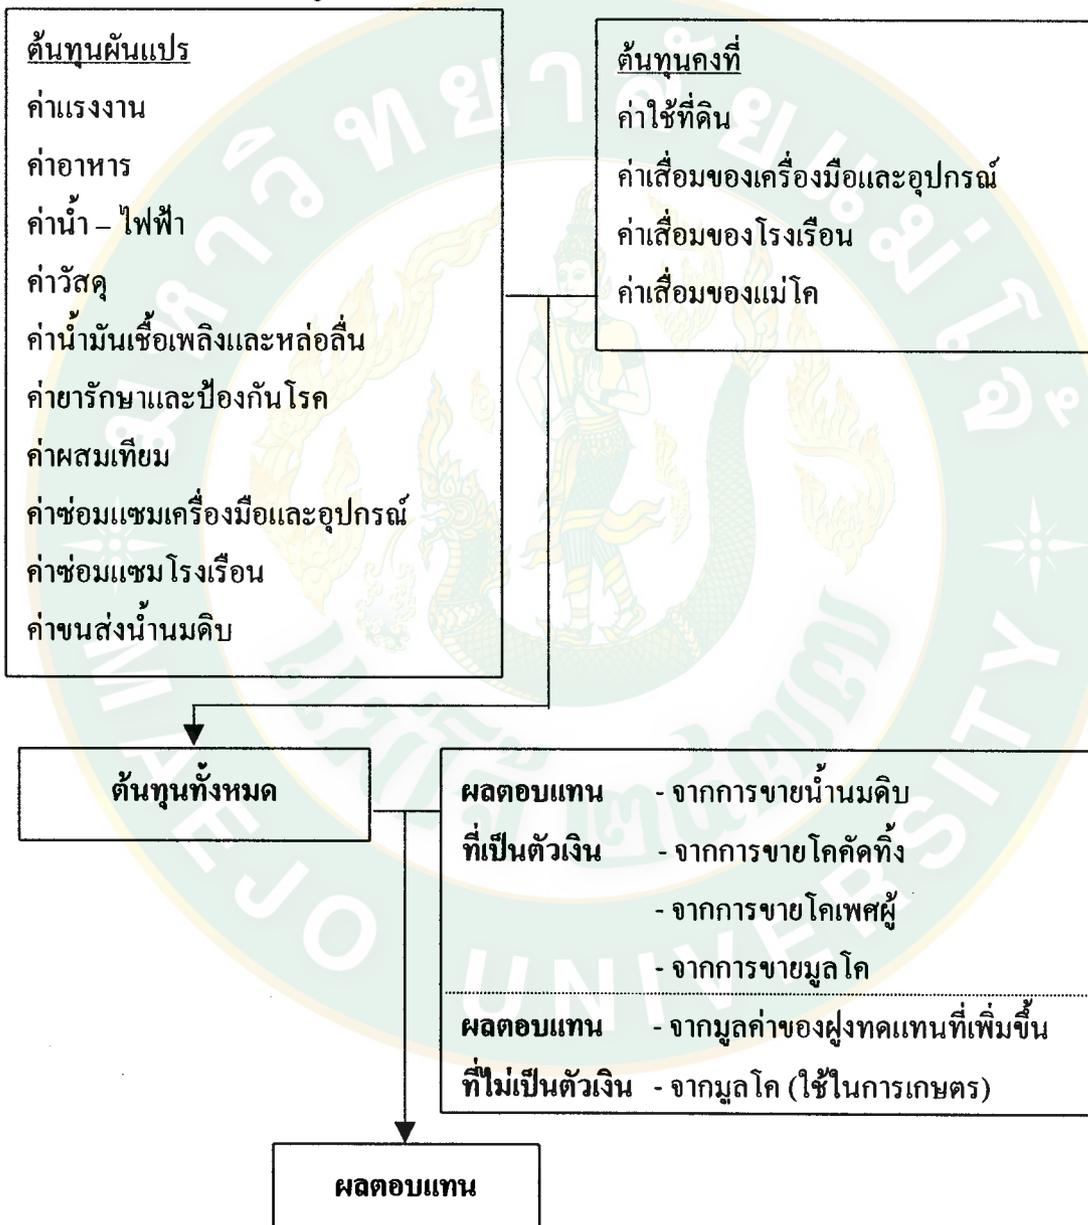 ต้นทุนผันแปร
ค่าแรงงาน
ค่าอาหาร
ค่าน้ำ – ไฟฟ้า
ค่าวัสดุ
ค่าน้ำมันเชื้อเพลิงและหล่อลื่น
ค่ายารักษาและป้องกันโรค
ค่าผสมเทียม
ค่าซ่อมแซมเครื่องมือและอุปกรณ์
ค่าซ่อมแซมโรงเรือน
ค่าขนส่งน้ำนมดิบ
ต้นทุนคงที่
ค่าใช้ที่ดิน
ค่าเสื่อมของเครื่องมือและอุปกรณ์
ค่าเสื่อมของโรงเรือน
ค่าเสื่อมของแม่โค
ต้นทุนทั้งหมด
ผลตอบแทน - จากการขายน้ำนมดิบ
ที่เป็นตัวเงิน - จากการขายโคคัดทิ้ง
- จากการขายโคเพศผู้
- จากการขายมูลโค
ผลตอบแทน - จากมูลค่าของฝูงทดแทนที่เพิ่มขึ้น
ที่ไม่เป็นตัวเงิน - จากมูลโค (ใช้ในการเกษตร)
ผลตอบแทน
มหาวิทยาลัยแม่โจ้
MAEJO UNIVERSITY